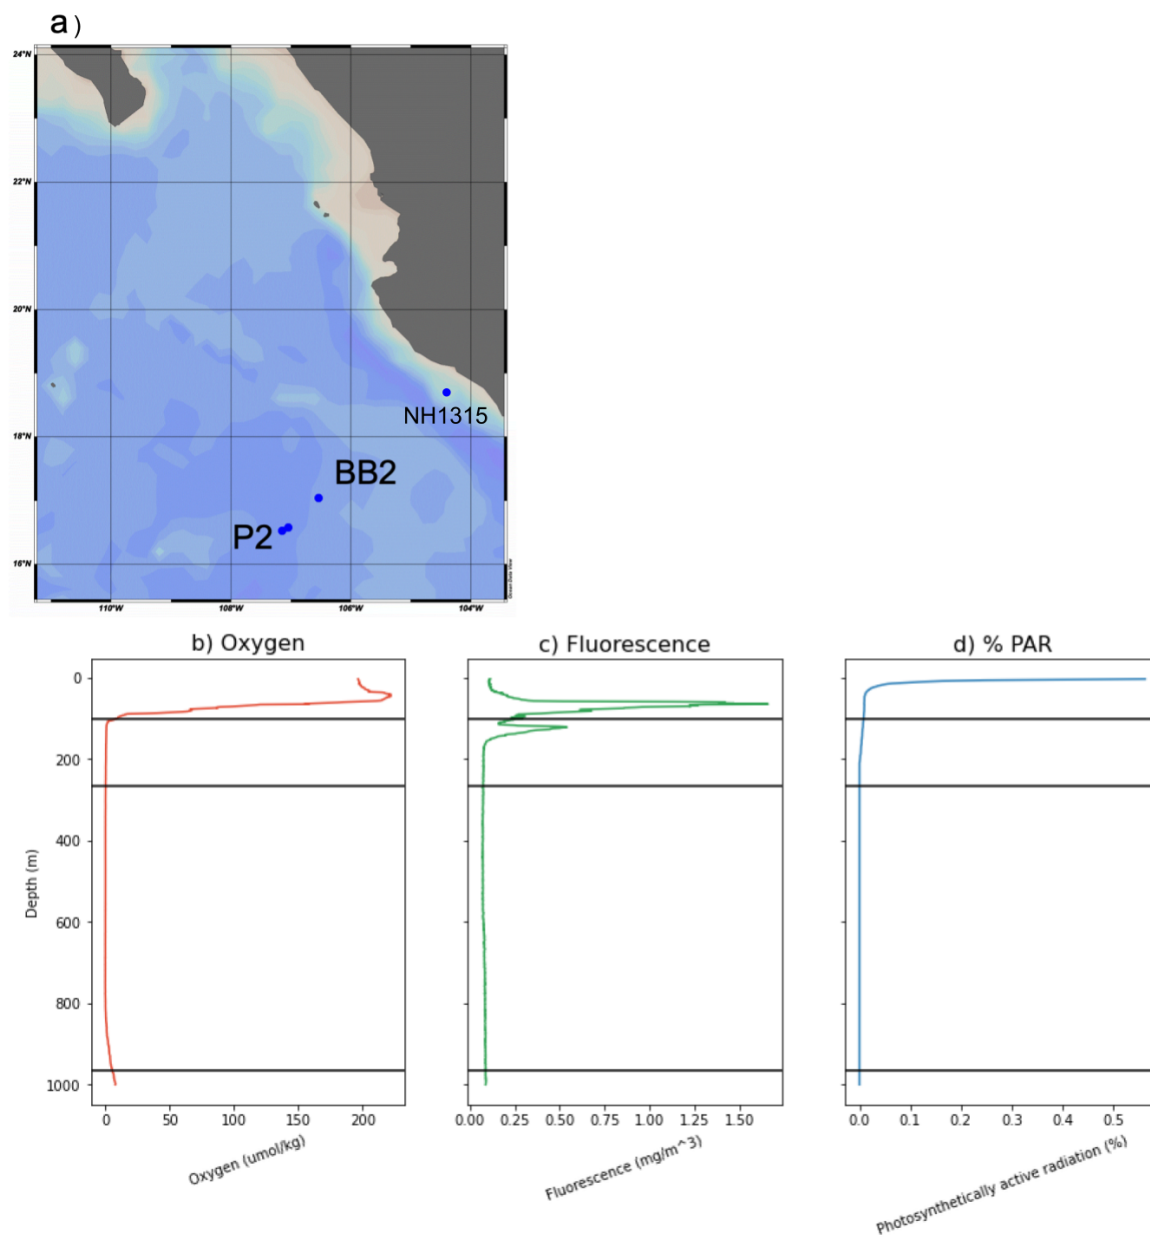 a)
24°N
22°N
20°N
18°N
16°N
110°W
108°W
106°W
104°W
NH1315
BB2
P2
Ocean Data View
b) Oxygen
c) Fluorescence
d) % PAR
0
200
400
600
800
1000
Depth (m)
0 50 100 150 200
0.00 0.25 0.50 0.75 1.00 1.25 1.50
0.0 0.1 0.2 0.3 0.4 0.5
Oxygen (umol/kg)
Fluorescence (mg/m^3)
Photosynthetically active radiation (%)